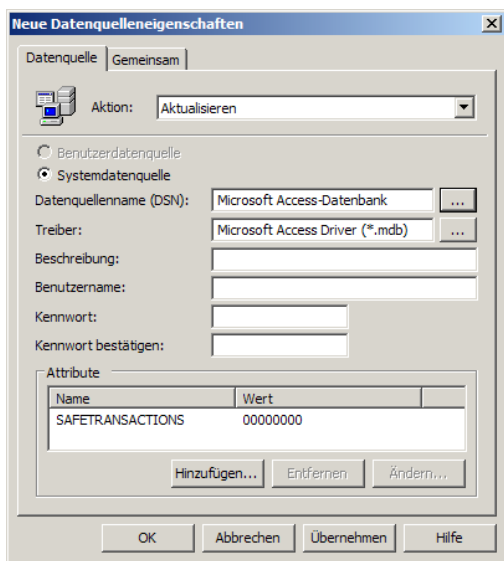 Neue Datenquelleneigenschaften
Datenquelle Gemeinsam
Aktion: Aktualisieren
Benutzerdatenquelle
Systemdatenquelle
Datenquellenname (DSN): Microsoft Access-Datenbank ...
Treiber: Microsoft Access Driver (*.mdb) ...
Beschreibung:
Benutzername:
Kennwort:
Kennwort bestätigen:
Attribute
Name Wert
SAFETRANSACTIONS 00000000
Hinzufügen... Entfernen Ändern...
OK Abbrechen Übernehmen Hilfe